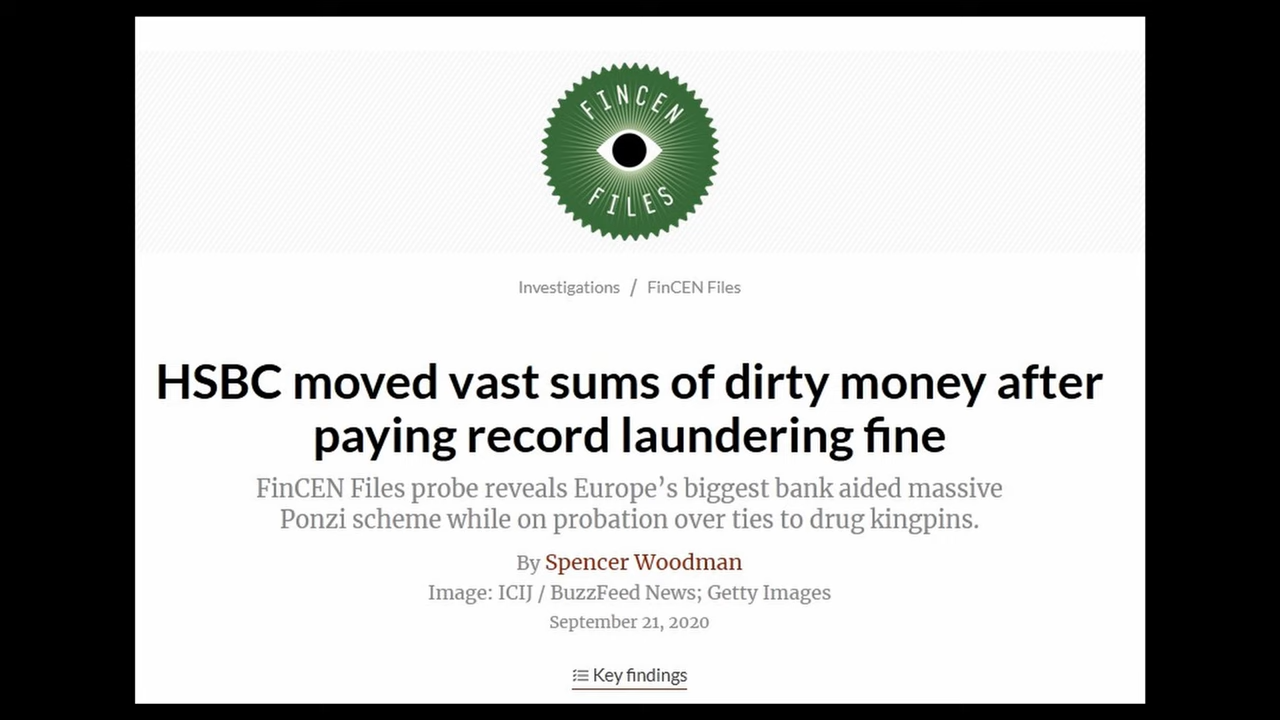 FINCEN
FILES
Investigations / FinCEN Files
HSBC moved vast sums of dirty money after
paying record laundering fine
FinCEN Files probe reveals Europe’s biggest bank aided massive
Ponzi scheme while on probation over ties to drug kingpins.
By Spencer Woodman
Image: ICIJ / BuzzFeed News; Getty Images
September 21, 2020
Key findings